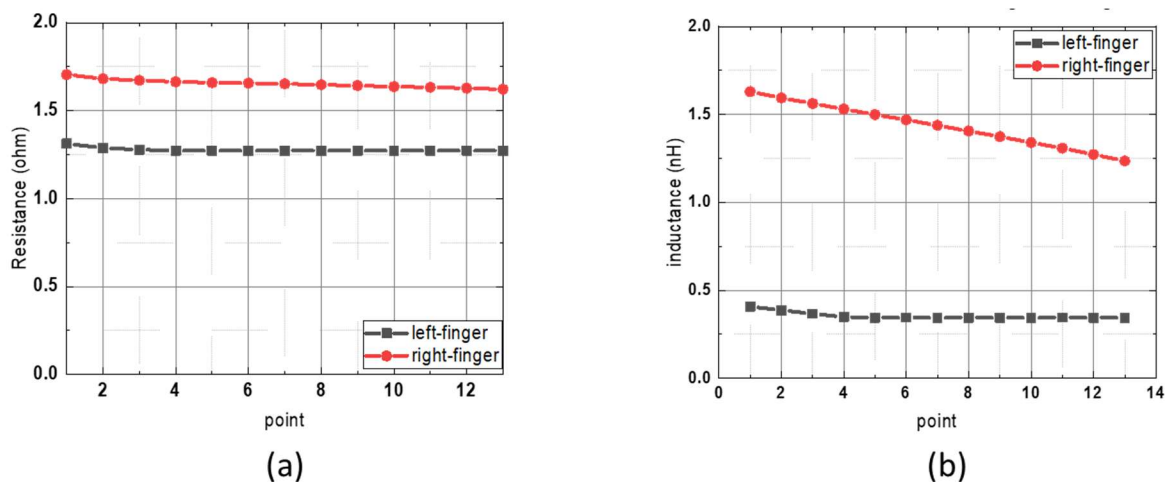 2.0
1.5
1.0
0.5
0.0
Resistance (ohm)
2 4 6 8 10 12
point
left-finger
right-finger
(a)
2.0
1.5
1.0
0.5
0.0
inductance (nH)
0 2 4 6 8 10 12 14
point
left-finger
right-finger
(b)